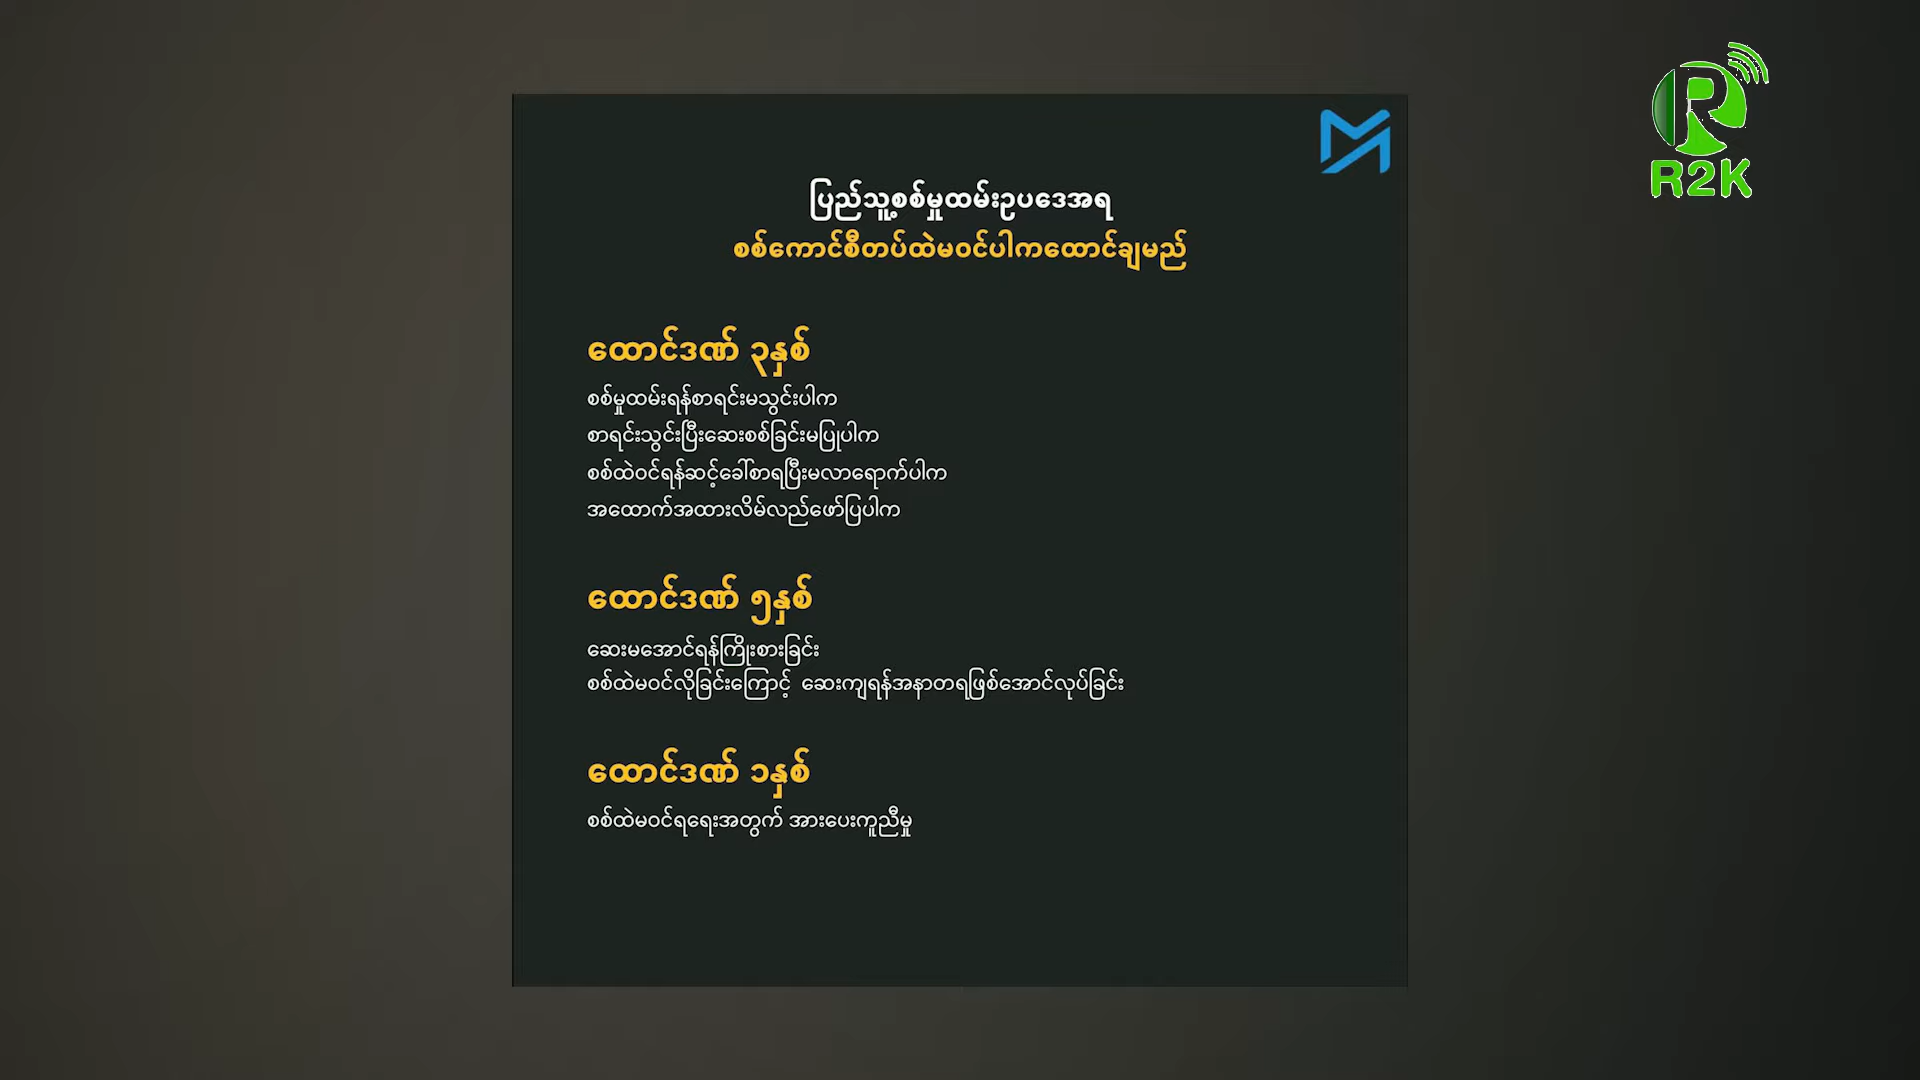 R2K
ပြည်သူ့စစ်မှုထမ်းဥပဒေအရ
စစ်ကောင်စီတပ်ထဲမဝင်ပါကထောင်ချမည်
ထောင်ဒဏ် ၃နှစ်
စစ်မှုထမ်းရန်စာရင်းမသွင်းပါက
စာရင်းသွင်းပြီးဆေးစစ်ခြင်းမပြုပါက
စစ်ထဲဝင်ရန်ဆင့်ခေါ်စာရပြီးမလာရောက်ပါက
အထောက်အထားလိမ်လည်ဖော်ပြပါက
ထောင်ဒဏ် ၅နှစ်
ဆေးမအောင်ရန်ကြိုးစားခြင်း
စစ်ထဲမဝင်လိုခြင်းကြောင့် ဆေးကျရန်အနာတရဖြစ်အောင်လုပ်ခြင်း
ထောင်ဒဏ် ၁နှစ်
စစ်ထဲမဝင်ရရေးအတွက် အားပေးကူညီမှု